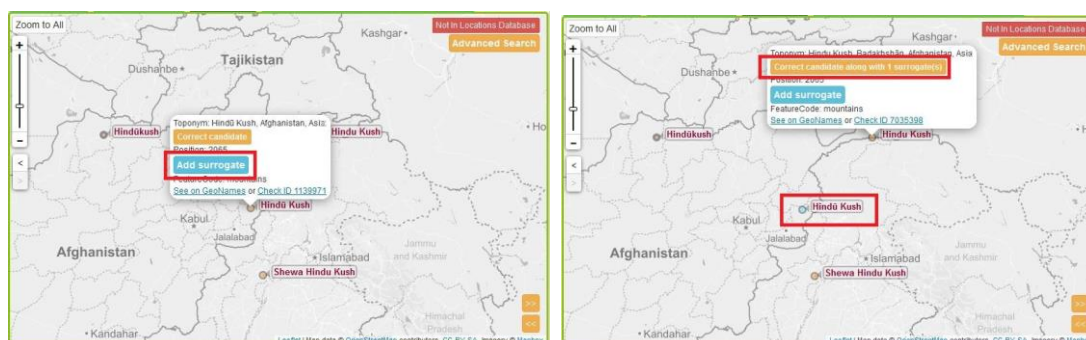 Zoom to All
Not In Locations Database
Advanced Search
Kashgar
Dushanbe
Tajikistan
Toponym: Hindū Kush, Afghanistan, Asia
Hindūkush
Correct candidate
Hindu Kush
Position: 2065
Add surrogate
FeatureCode: mountains
See on GeoNames or Check ID 1139971
Hindū Kush
Kabul
Jalalabad
Afghanistan
Islamabad
Jammu
and Kashmir
Shewa Hindu Kush
>>
<<
Himachal
Pradesh
Kandahar
Zoom to All
Not In Locations Database
Kashgar
Advanced Search
Toponym: Hindu Kush, Badakhshān, Afghanistan, Asia
Dushanbe
Correct candidate along with 1 surrogate(s)
Position: 2065
Add surrogate
FeatureCode: mountains
See on GeoNames or Check ID 7035398
Hindūkush
Hindu Kush
Hindū Kush
Kabul
Jalalabad
Afghanistan
Islamabad
Jammu
and Kashmir
Shewa Hindu Kush
>>
<<
Himachal
Pradesh
Kandahar